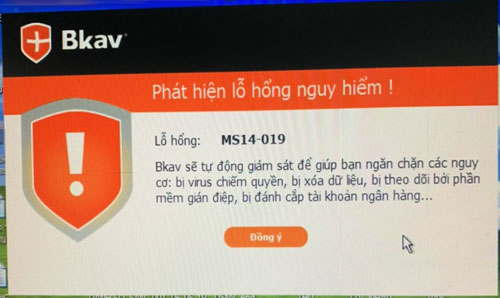 Bkav®
Phát hiện lỗ hổng nguy hiểm !
Lỗ hổng: MS14-019
Bkav sẽ tự động giám sát để giúp bạn ngăn chặn các nguy
cơ: bị virus chiếm quyền, bị xóa dữ liệu, bị theo dõi bởi phần
mềm gián điệp, bị đánh cắp tài khoản ngân hàng...
Đồng ý